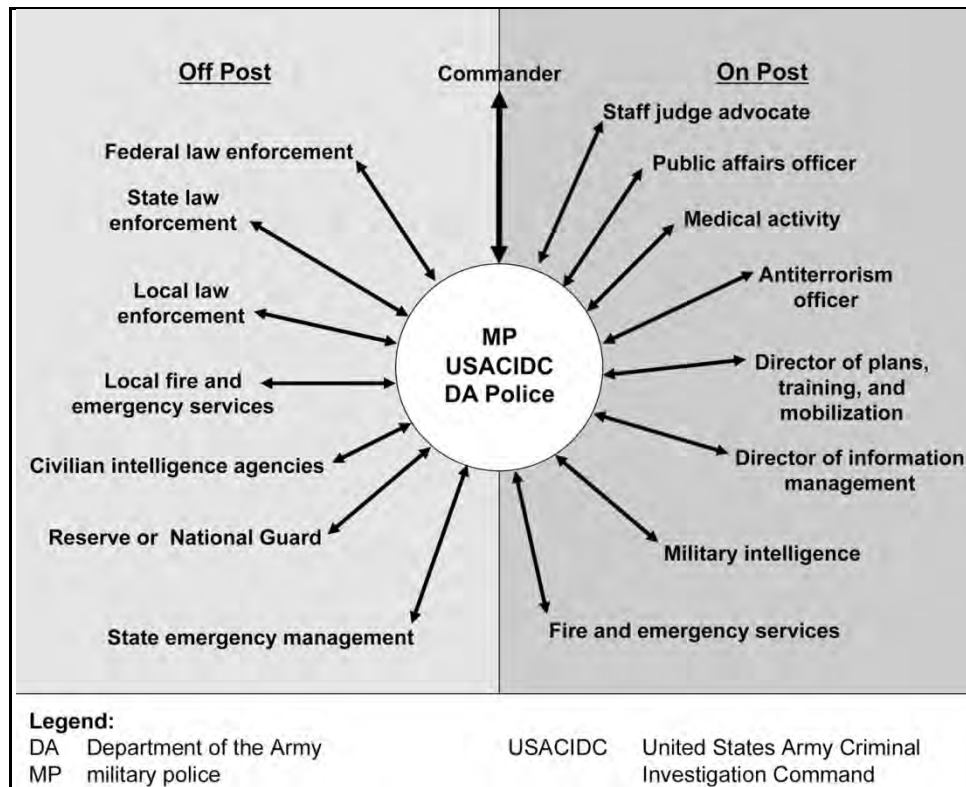 Off Post
Commander
On Post
Federal law enforcement
State law
enforcement
Local law
enforcement
Local fire and
emergency services
Civilian intelligence agencies
Reserve or National Guard
State emergency management
MP
USACIDC
DA Police
Staff judge advocate
Public affairs officer
Medical activity
Antiterrorism
officer
Director of plans,
training, and
mobilization
Director of information
management
Military intelligence
Fire and emergency services
Legend:
DA Department of the Army
MP military police
USACIDC United States Army Criminal
Investigation Command